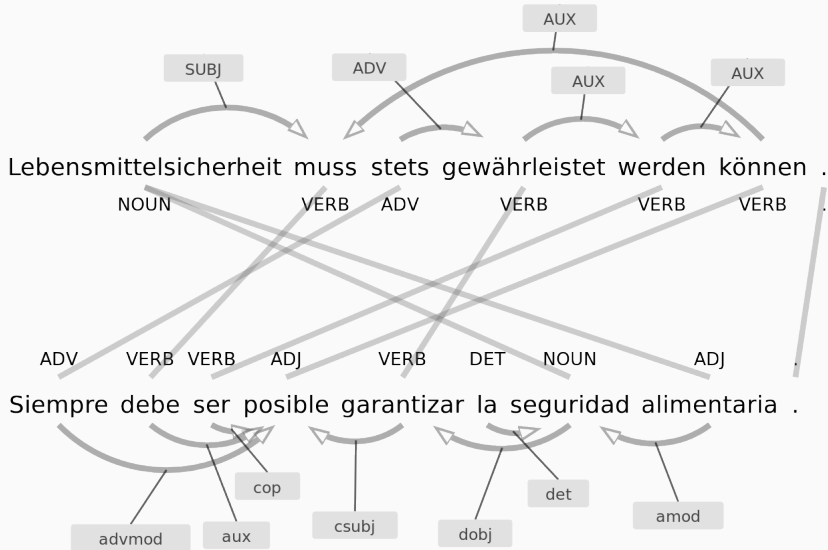 AUX
SUBJ ADV AUX AUX
Lebensmittelsicherheit muss stets gewährleistet werden können .
NOUN VERB ADV VERB VERB VERB .
ADV VERB VERB ADJ VERB DET NOUN ADJ .
Siempre debe ser posible garantizar la seguridad alimentaria .
cop det
advmod aux csubj dobj amod